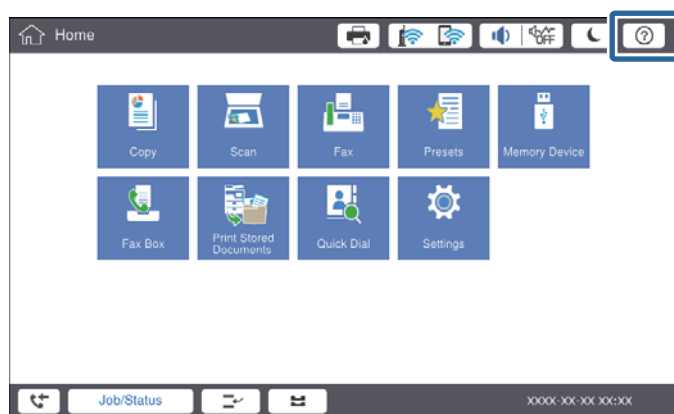 Home
OFF
?
Copy
Scan
Fax
Presets
Memory Device
Fax Box
Print Stored
Documents
Quick Dial
Settings
Job/Status
XXXX-XX-XX XX:XX